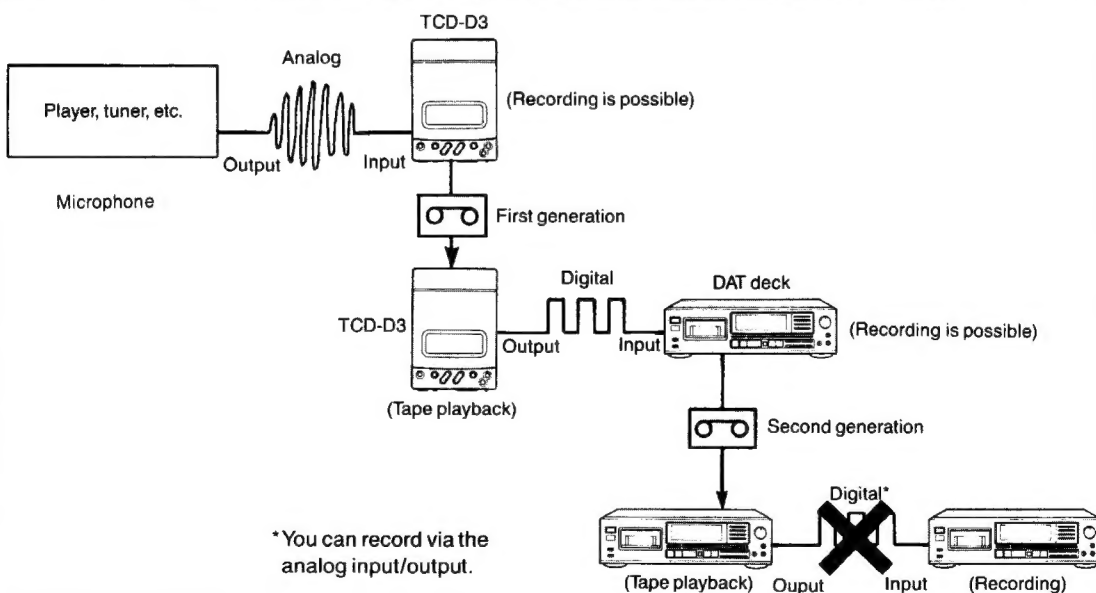 TCD-D3
Analog
Player, tuner, etc.
(Recording is possible)
Output
Input
Microphone
First generation
Digital
DAT deck
TCD-D3
(Recording is possible)
Output
Input
(Tape playback)
Second generation
Digital*
*You can record via the
analog input/output.
(Tape playback)
Ouput
Input
(Recording)